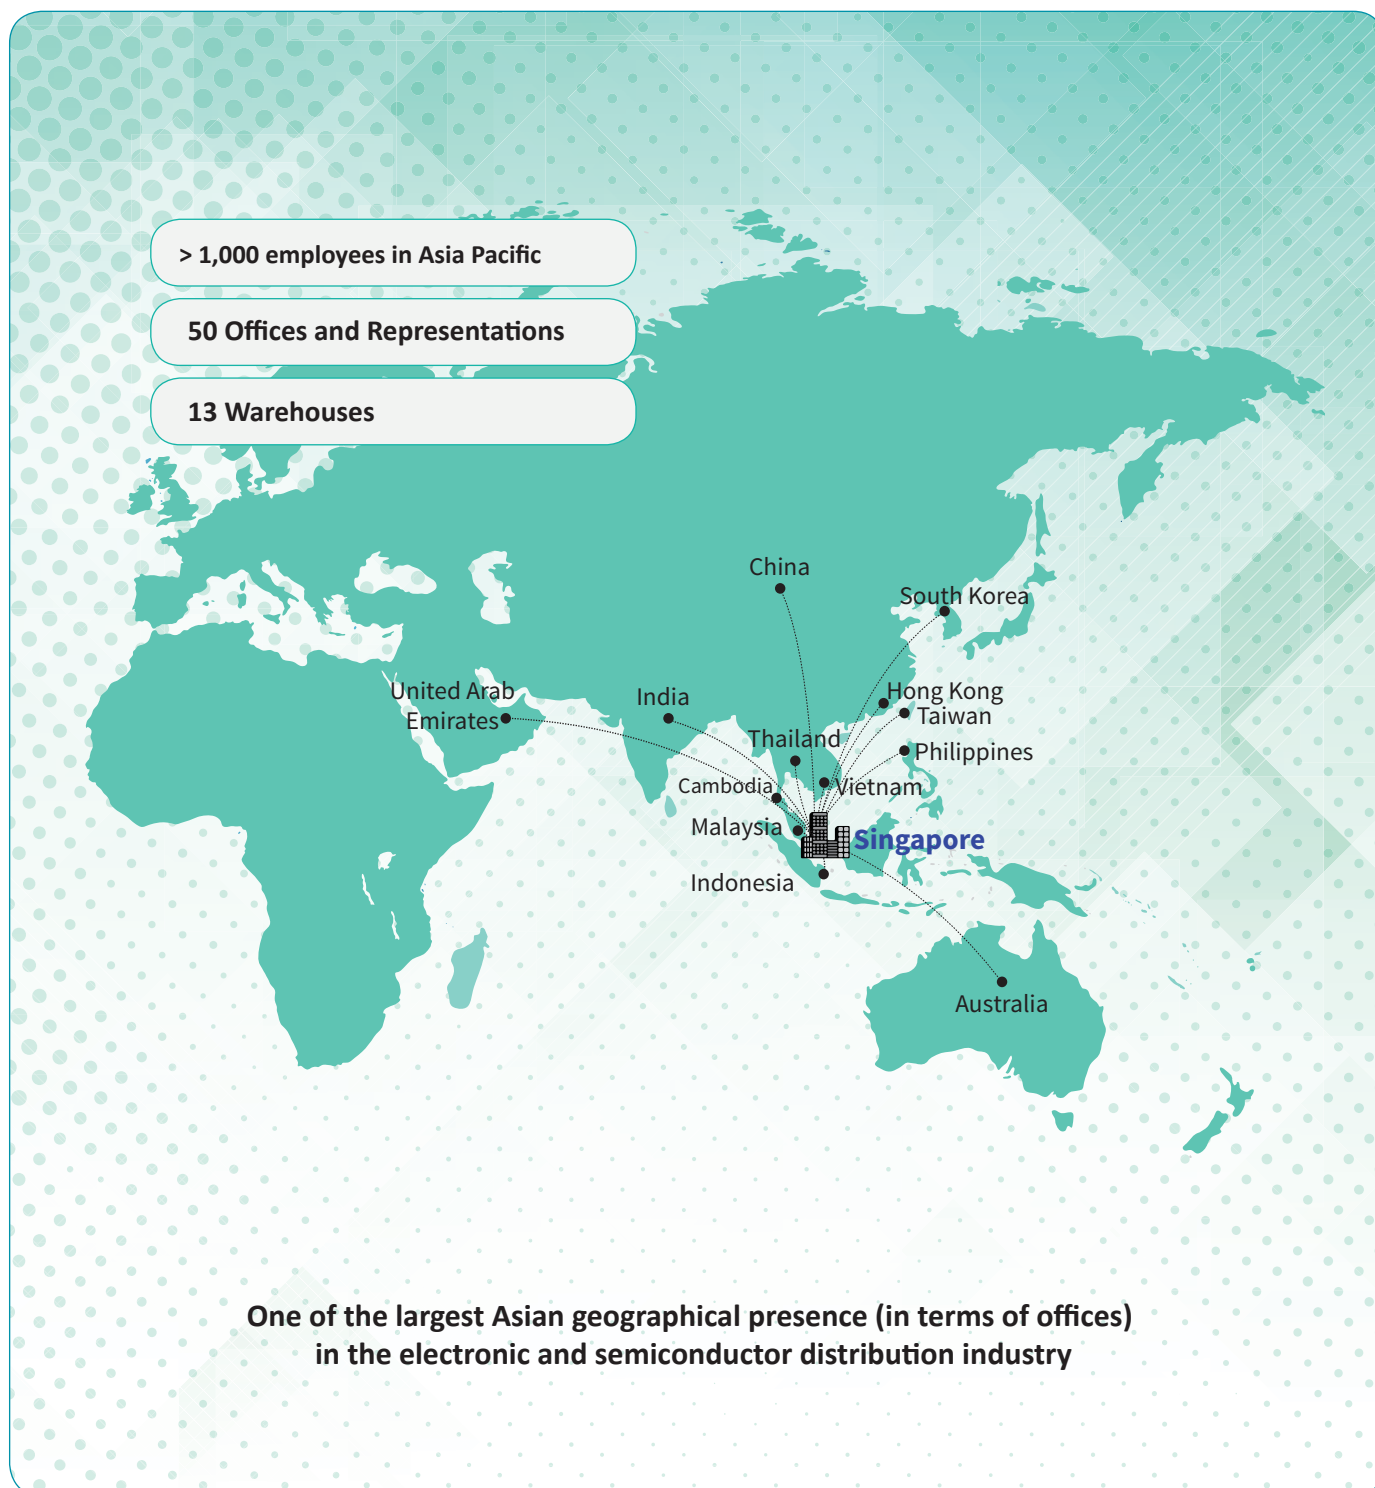 > 1,000 employees in Asia Pacific
50 Offices and Representations
13 Warehouses
China
South Korea
United Arab
Emirates
India
Hong Kong
Taiwan
Thailand
Philippines
Cambodia
Vietnam
Malaysia
Singapore
Indonesia
Australia
One of the largest Asian geographical presence (in terms of offices)
in the electronic and semiconductor distribution industry